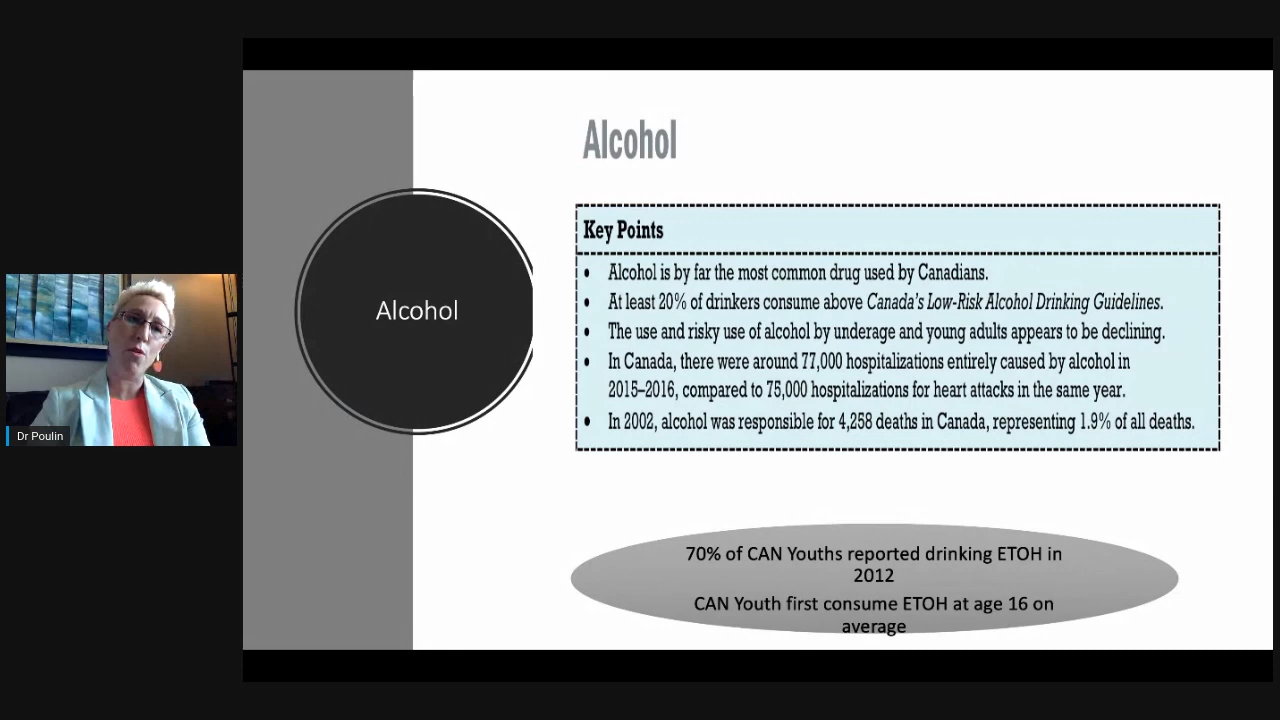 Alcohol
Alcohol
Key Points
• Alcohol is by far the most common drug used by Canadians.
• At least 20% of drinkers consume above Canada's Low-Risk Alcohol Drinking Guidelines.
• The use and risky use of alcohol by underage and young adults appears to be declining.
• In Canada, there were around 77,000 hospitalizations entirely caused by alcohol in
2015–2016, compared to 75,000 hospitalizations for heart attacks in the same year.
• In 2002, alcohol was responsible for 4,258 deaths in Canada, representing 1.9% of all deaths.
70% of CAN Youths reported drinking ETOH in
2012
CAN Youth first consume ETOH at age 16 on
average
Dr Poulin